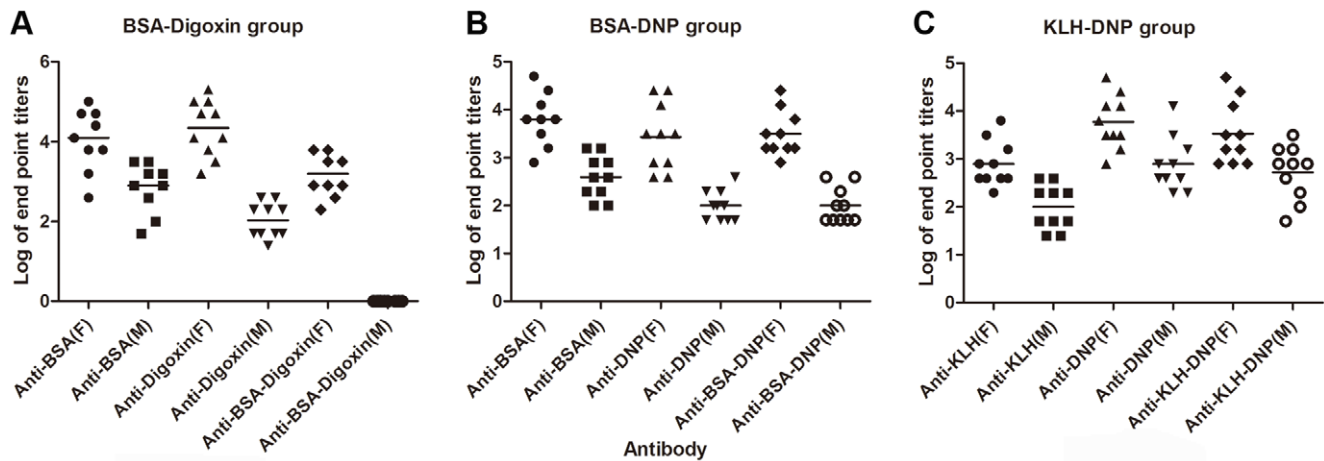 A
BSA-Digoxin group
Log of end point titers
6
4
2
0
Anti-BSA(F)
Anti-BSA(M)
Anti-Digoxin(F)
Anti-Digoxin(M)
Anti-BSA-Digoxin(F)
Anti-BSA-Digoxin(M)
B
BSA-DNP group
Log of end point titers
5
4
3
2
1
0
Anti-BSA(F)
Anti-BSA(M)
Anti-DNP(F)
Anti-DNP(M)
Anti-BSA-DNP(F)
Anti-BSA-DNP(M)
C
KLH-DNP group
Log of end point titers
5
4
3
2
1
0
Anti-KLH(F)
Anti-KLH(M)
Anti-DNP(F)
Anti-DNP(M)
Anti-KLH-DNP(F)
Anti-KLH-DNP(M)
Antibody